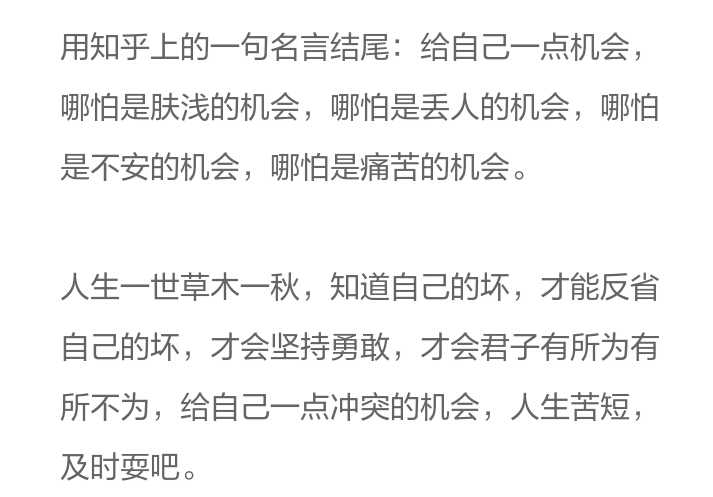 用知乎上的一句名言结尾：给自己一点机会，
哪怕是肤浅的机会，哪怕是丢人的机会，哪怕
是不安的机会，哪怕是痛苦的机会。
人生一世草木一秋，知道自己的坏，才能反省
自己的坏，才会坚持勇敢，才会君子有所为有
所不为，给自己一点冲突的机会，人生苦短，
及时耍吧。